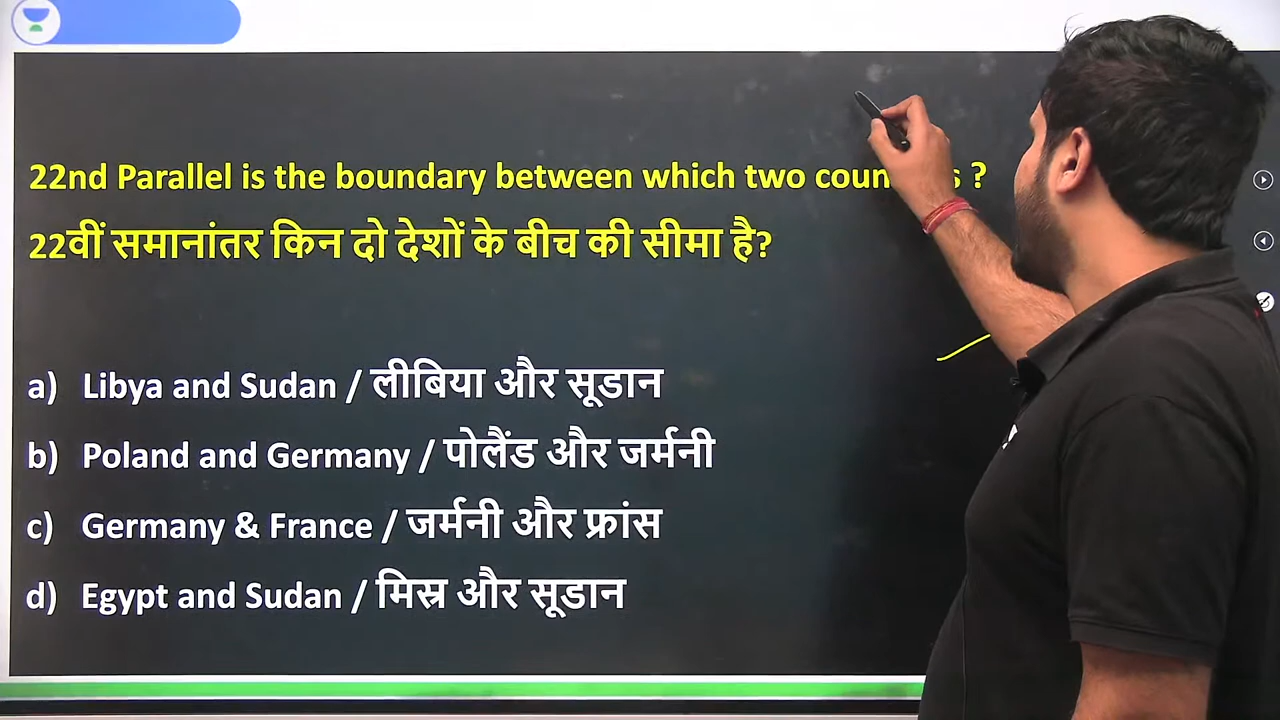 22nd Parallel is the boundary between which two ?
22वीं समानांतर किन दो देशों के बीच की सीमा है?
a) Libya and Sudan / लीबिया और सूडान
b) Poland and Germany / पोलैंड और जर्मनी
c) Germany & France / जर्मनी और फ्रांस
d) Egypt and Sudan / मिस्र और सूडान